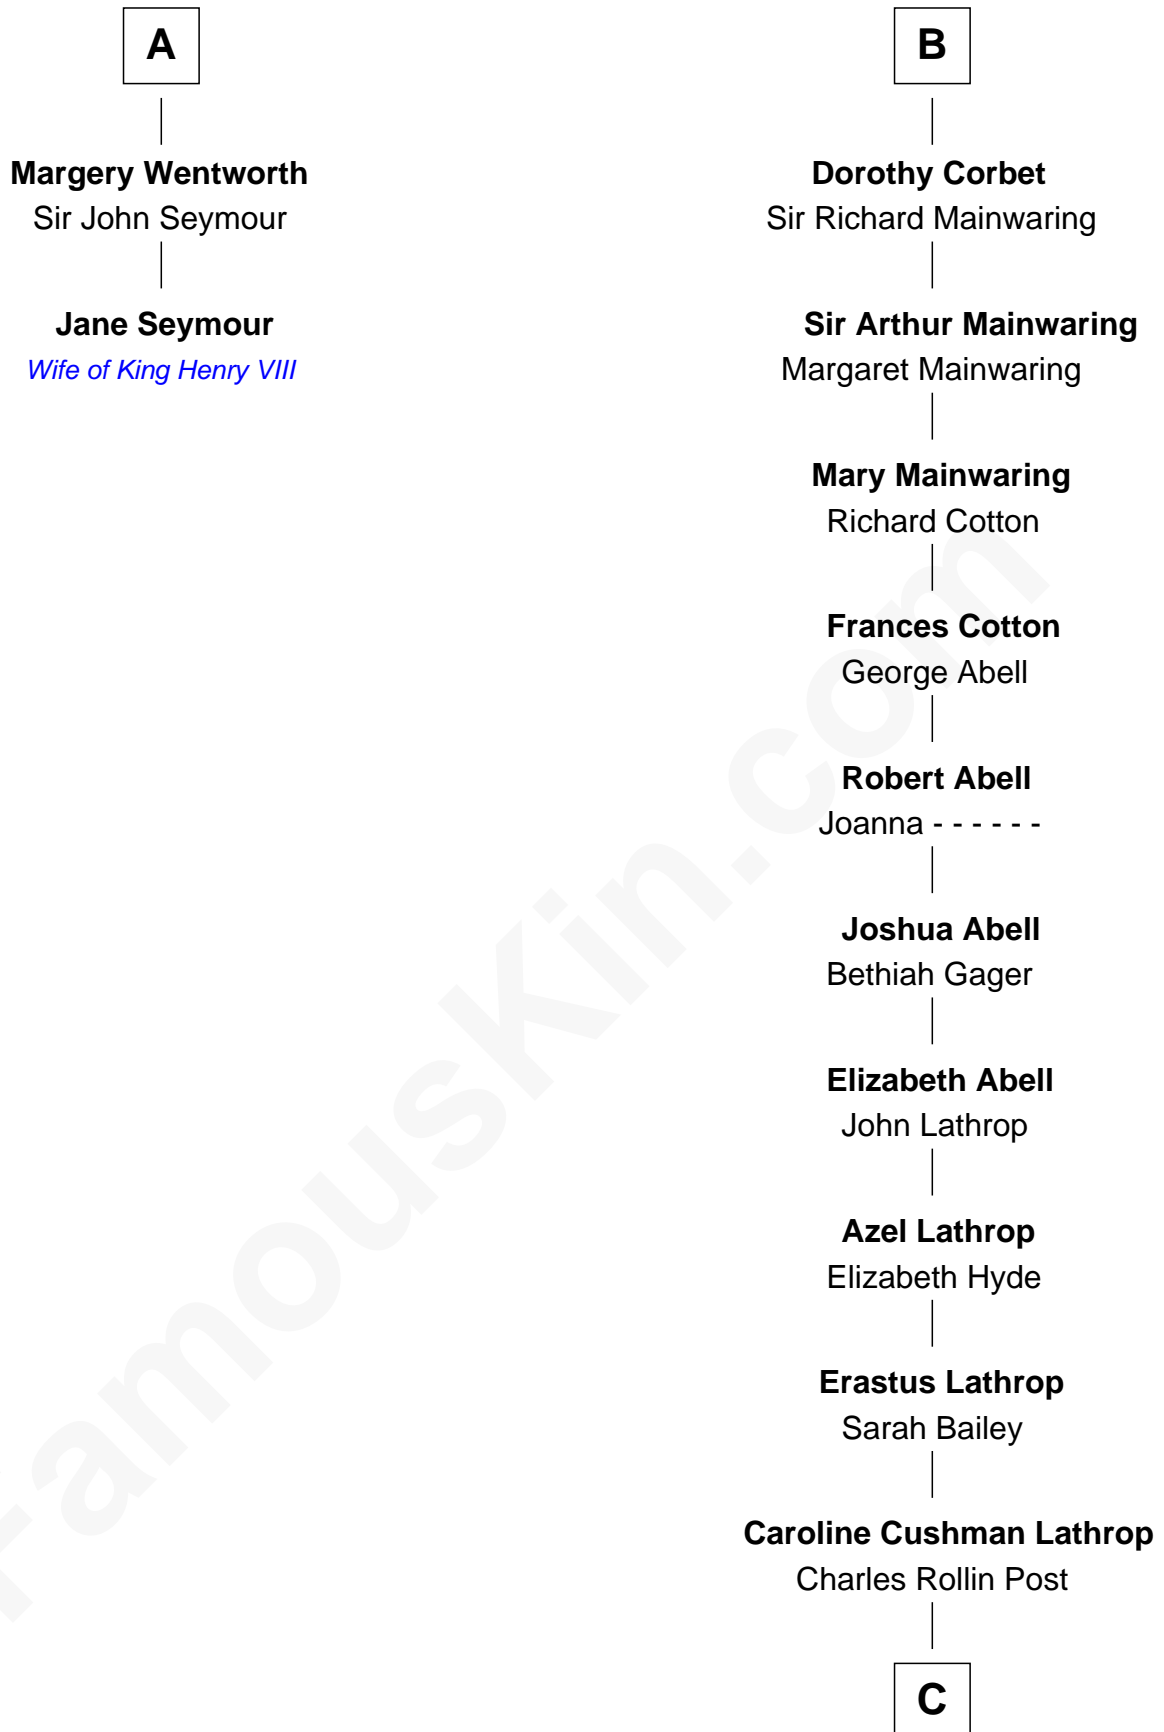 A
Margery Wentworth
Sir John Seymour
Jane Seymour
Wife of King Henry VIII
B
Dorothy Corbet
Sir Richard Mainwaring
Sir Arthur Mainwaring
Margaret Mainwaring
Mary Mainwaring
Richard Cotton
Frances Cotton
George Abell
Robert Abell
Joanna - - - - - -
Joshua Abell
Bethiah Gager
Elizabeth Abell
John Lathrop
Azel Lathrop
Elizabeth Hyde
Erastus Lathrop
Sarah Bailey
Caroline Cushman Lathrop
Charles Rollin Post
C
FamousKin.com